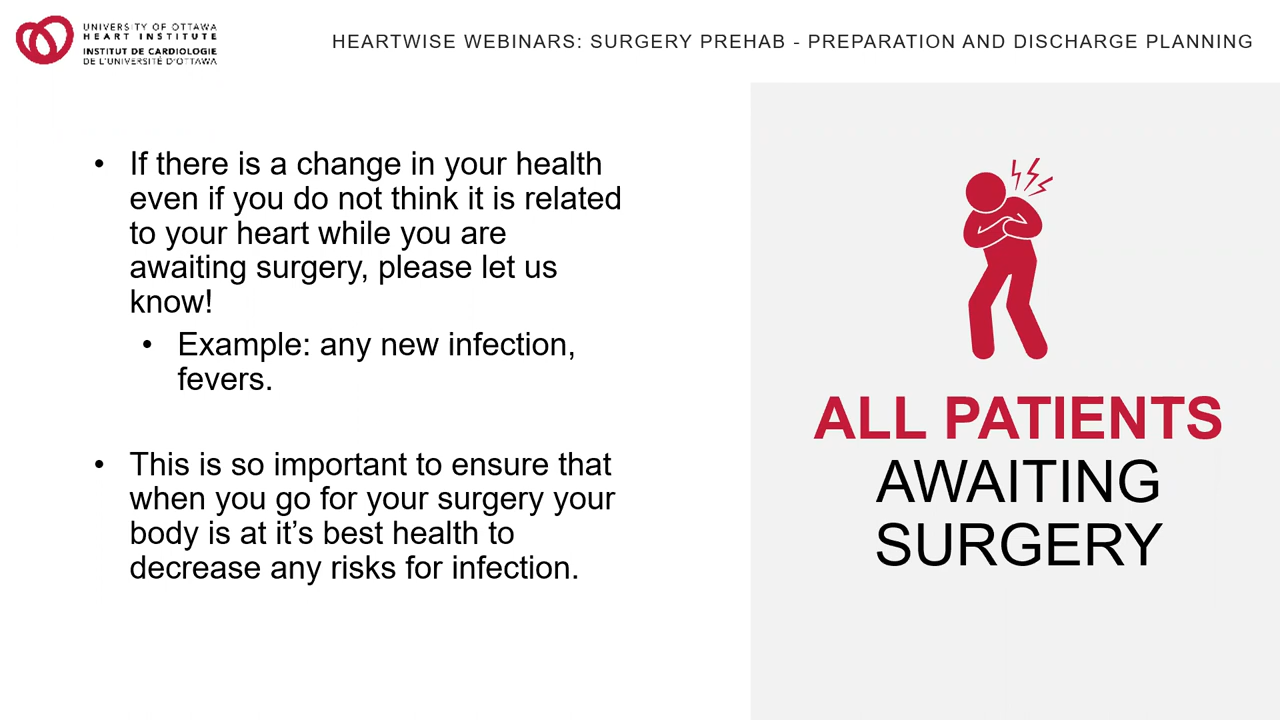 UNIVERSITY OF OTTAWA
HEART INSTITUTE
INSTITUT DE CARDIOLOGIE
DE L'UNIVERSITÉ D'OTTAWA
HEARTWISE WEBINARS: SURGERY PREHAB - PREPARATION AND DISCHARGE PLANNING
• If there is a change in your health
even if you do not think it is related
to your heart while you are
awaiting surgery, please let us
know!
• Example: any new infection,
fevers.
• This is so important to ensure that
when you go for your surgery your
body is at it’s best health to
decrease any risks for infection.
ALL PATIENTS
AWAITING
SURGERY